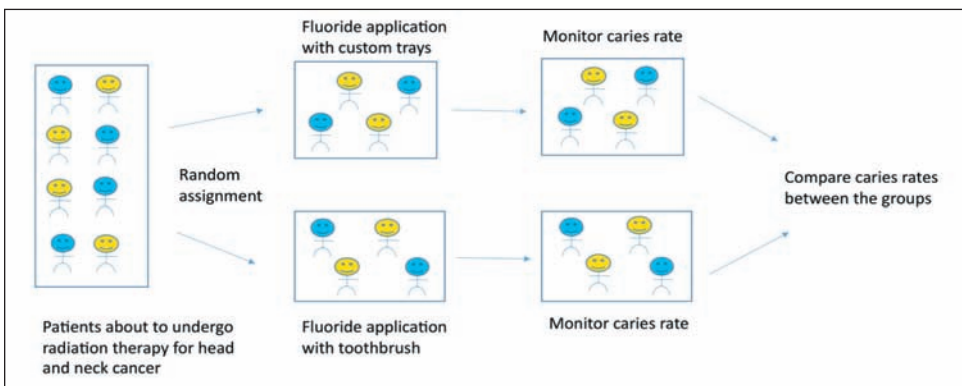 Patients about to undergo
radiation therapy for head
and neck cancer
Random
assignment
Fluoride application
with custom trays
Monitor caries rate
Fluoride application
with toothbrush
Monitor caries rate
Compare caries rates
between the groups